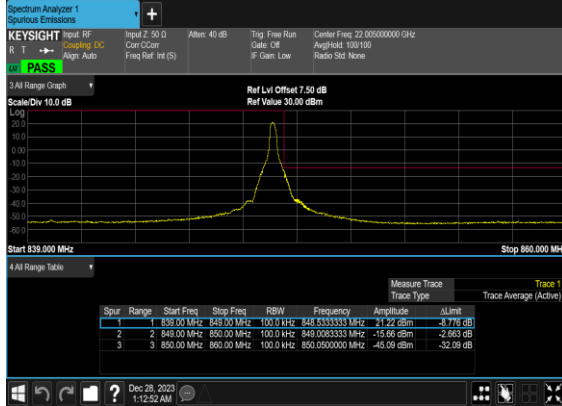 Spectrum Analyzer 1
Spurious Emissions
+
KEYSIGHT Input: RF Input Z: 50 Ω Atten: 40 dB Trig: Free Run Center Freq: 22.005000000 GHz
R T Coupling: DC Corr CCorr Gate: Off Avg|Hold: 100/100
Align: Auto Freq Ref: Int (S) IF Gain: Low Radio Std: None
PASS
3 All Range Graph
Ref Lvl Offset 7.50 dB
Scale/Div 10.0 dB Ref Value 30.00 dBm
Log
20.0
10.0
0.00
-10.0
-20.0
-30.0
-40.0
-50.0
-60.0
Start 839.000 MHz Stop 860.000 MH
4 All Range Table
Measure Trace Trace 1
Trace Type Trace Average (Active)
Spur Range Start Freq Stop Freq RBW Frequency Amplitude ΔLimit
1 1 839.00 MHz 849.00 MHz 100.0 kHz 848.5333333 MHz 21.22 dBm -8.776 dB
2 2 849.00 MHz 850.00 MHz 100.0 kHz 849.0083333 MHz -15.66 dBm -2.663 dB
3 3 850.00 MHz 860.00 MHz 100.0 kHz 850.0500000 MHz -45.09 dBm -32.09 dB
? Dec 28, 2023
1:12:52 AM